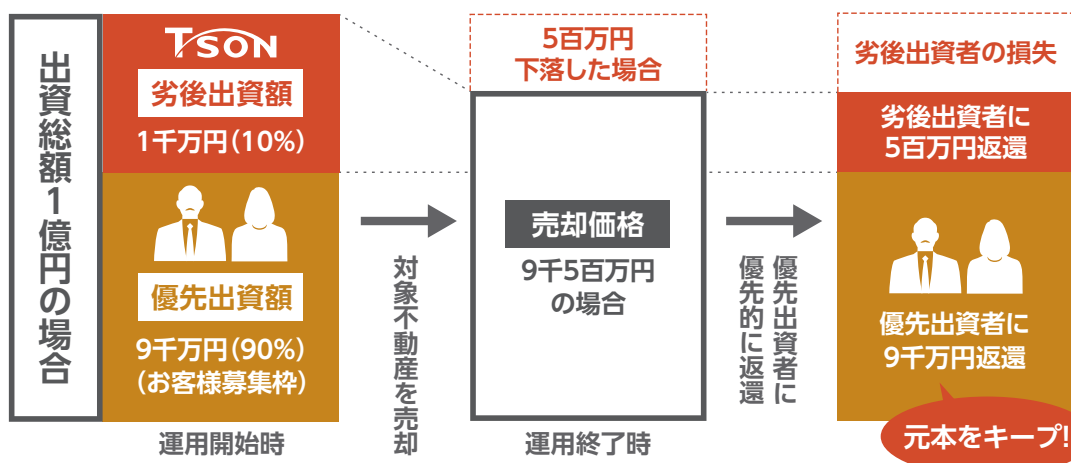 出資総額1億円の場合
TSON
劣後出資額
1千万円(10%)
優先出資額
9千万円(90%)
(お客様募集枠)
運用開始時
対象不動産を売却
5百万円
下落した場合
売却価格
9千5百万円
の場合
運用終了時
優先出資者に
優先的に返還
劣後出資者の損失
劣後出資者に
5百万円返還
優先出資者に
9千万円返還
元本をキープ!